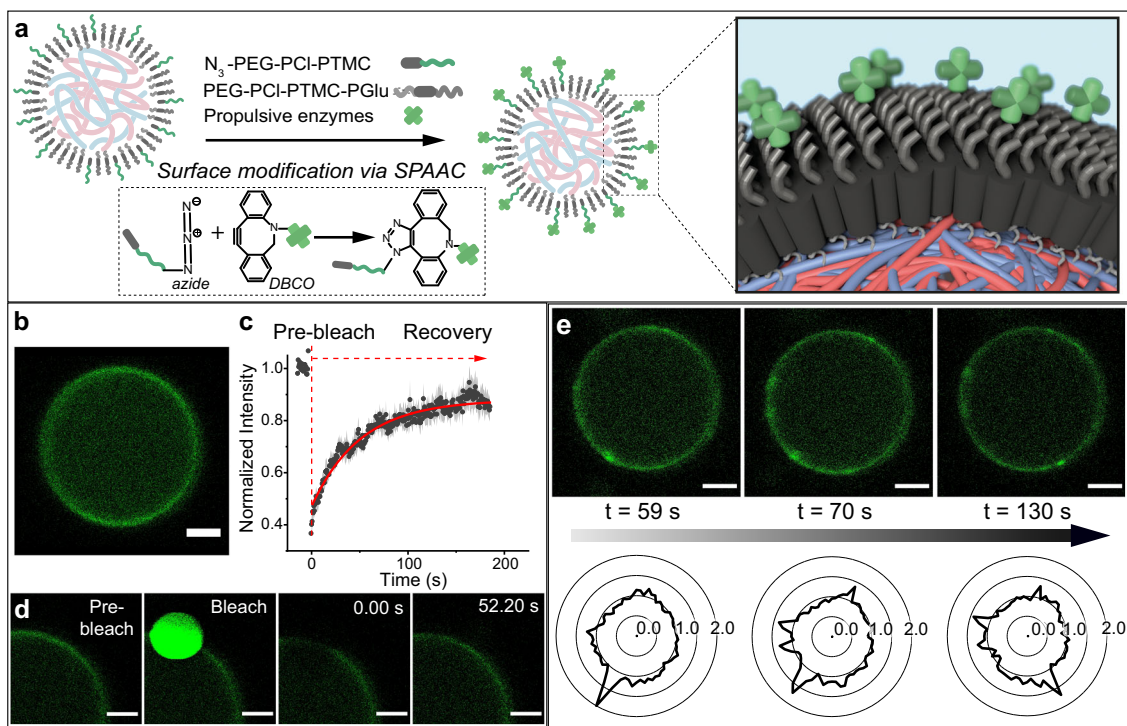 a
N3-PEG-PCl-PTMC
PEG-PCl-PTMC-PGlu
Propulsive enzymes
Surface modification via SPAAC
N ⊖
N ⊕
N
azide
+
N
DBCO
N
N
N
N
b
c
Pre-bleach Recovery
Normalized Intensity
1.0
0.8
0.6
0.4
0 100 200
Time (s)
d
Pre-
bleach
Bleach
0.00 s
52.20 s
e
t = 59 s
t = 70 s
t = 130 s
0.0 1.0 2.0
0.0 1.0 2.0
0.0 1.0 2.0